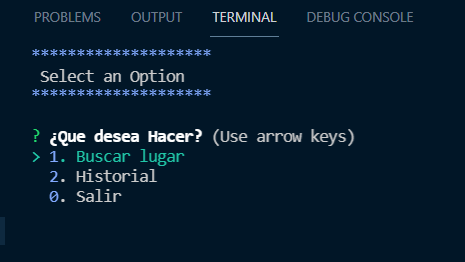 PROBLEMS OUTPUT TERMINAL DEBUG CONSOLE
********************
Select an Option
********************
? ¿Que desea Hacer? (Use arrow keys)
> 1. Buscar lugar
2. Historial
0. Salir